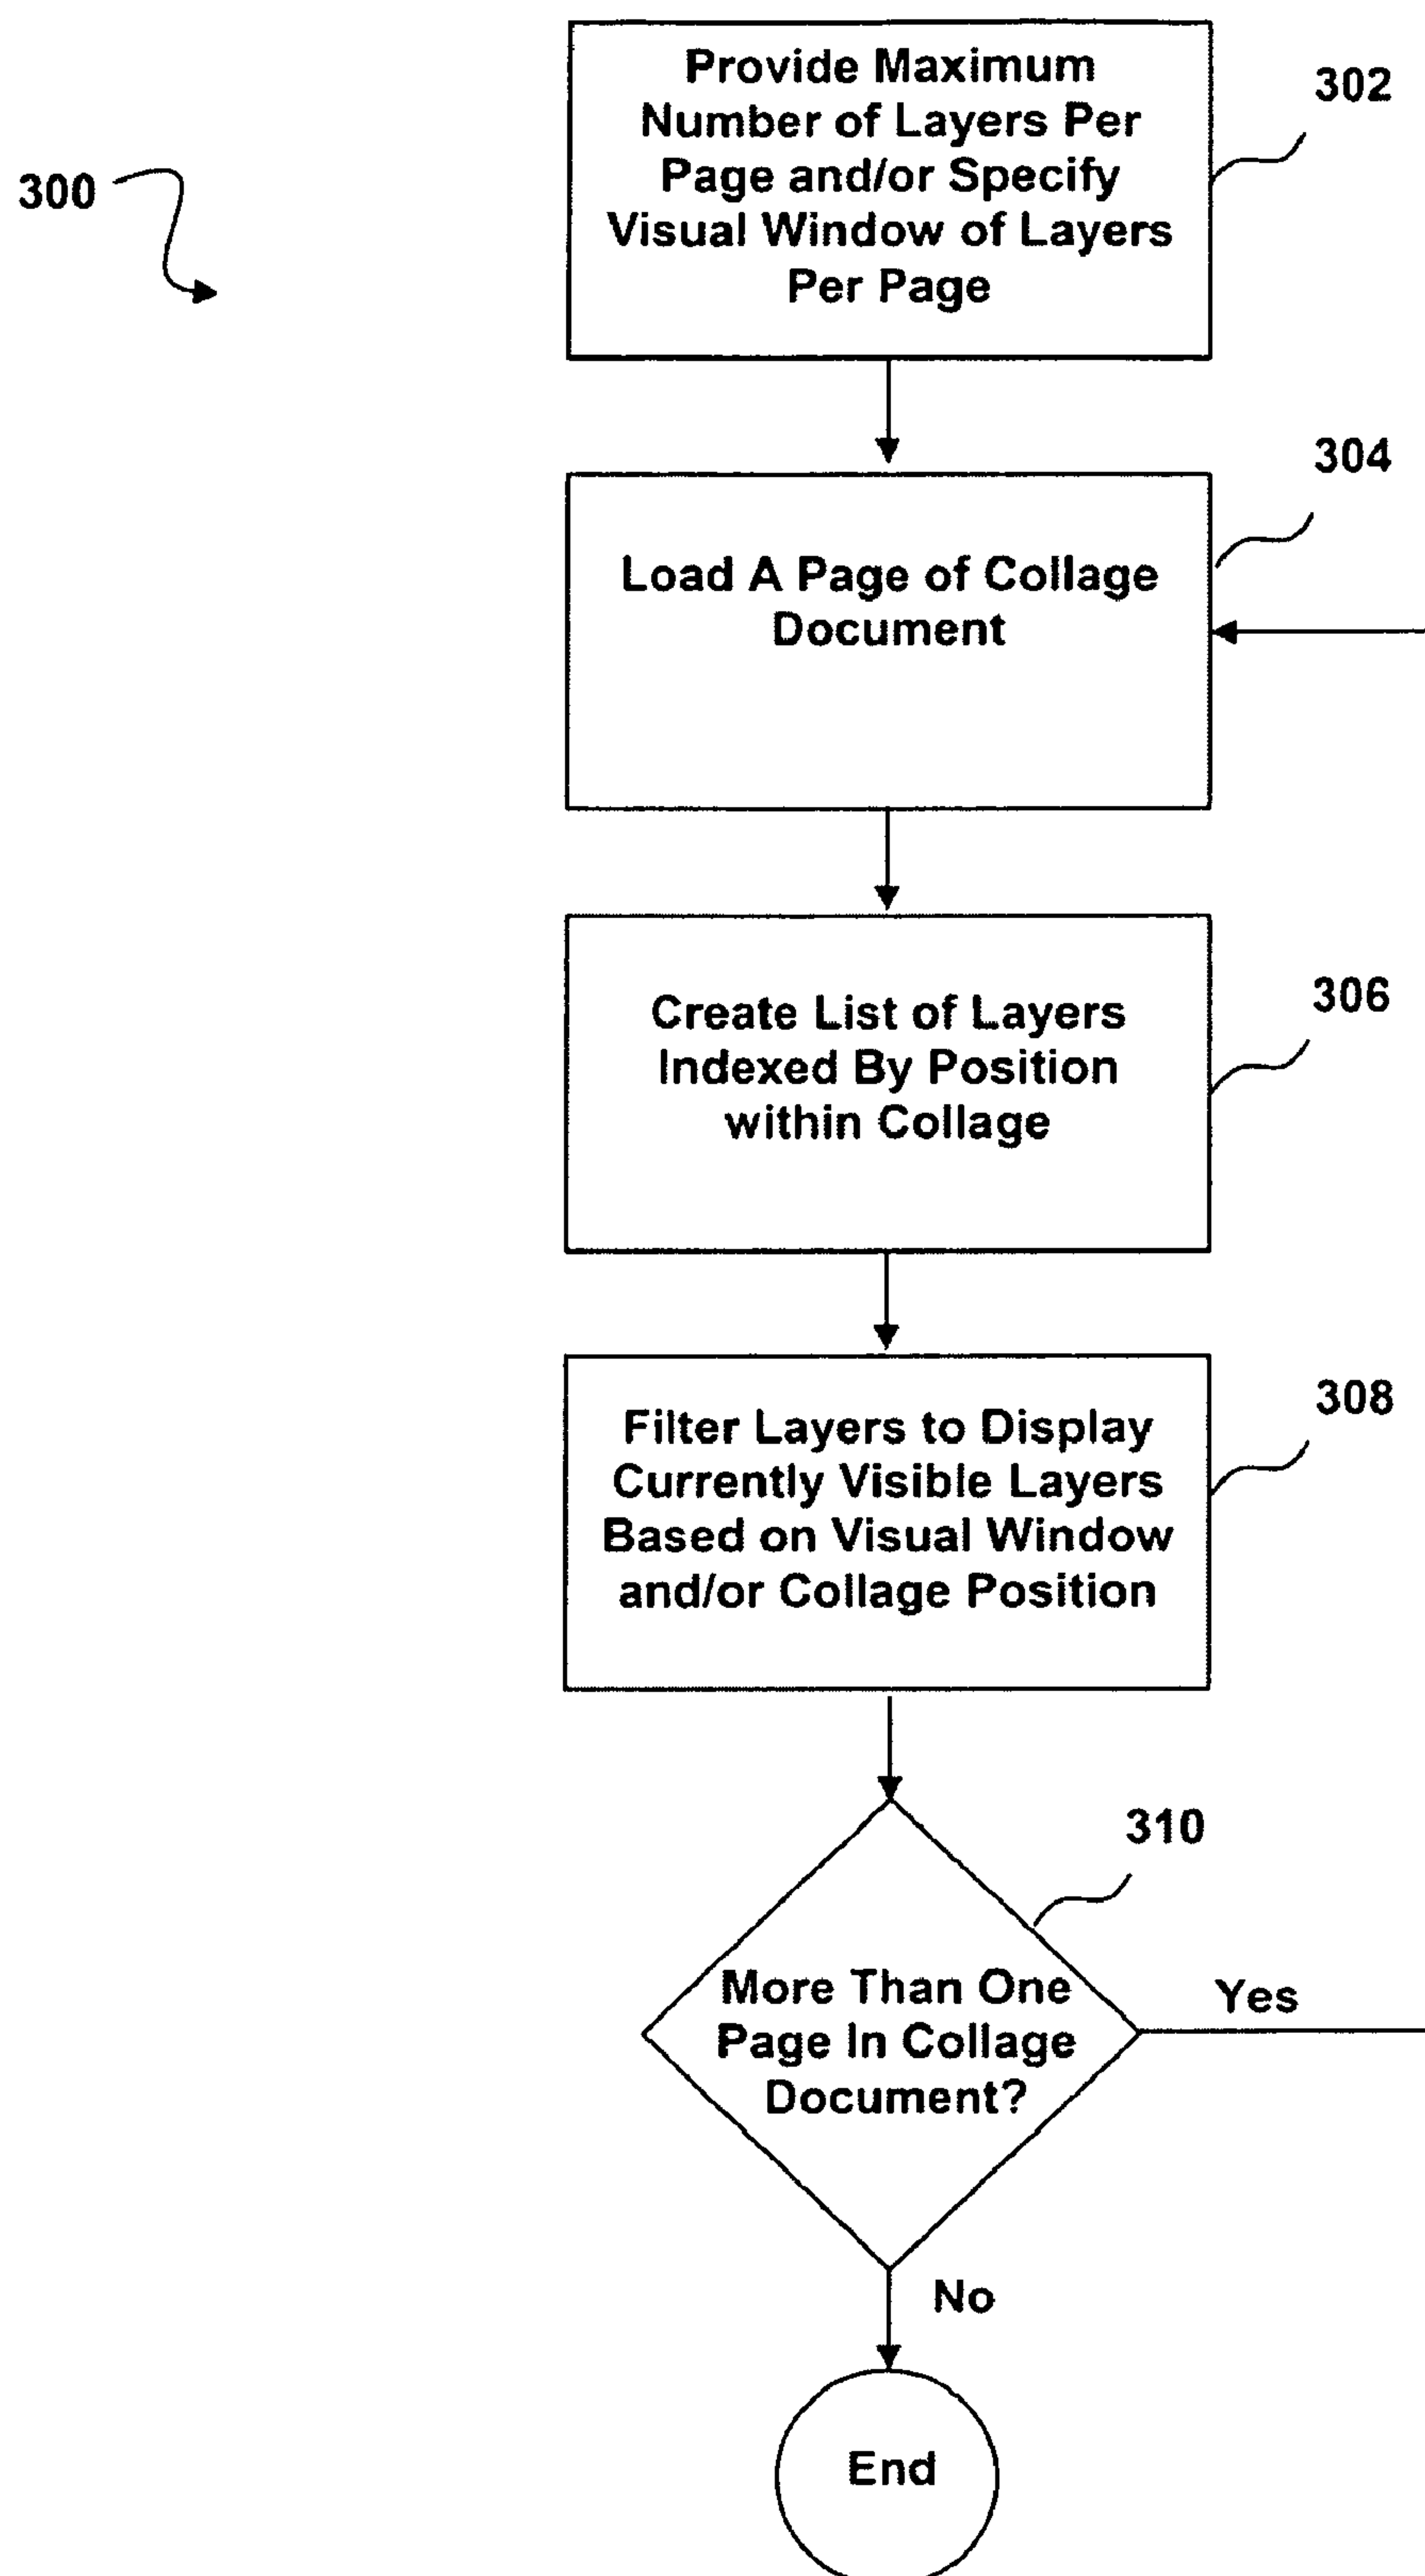 300
Provide Maximum
Number of Layers Per
Page and/or Specify
Visual Window of Layers
Per Page
302
Load A Page of Collage
Document
304
Create List of Layers
Indexed By Position
within Collage
306
Filter Layers to Display
Currently Visible Layers
Based on Visual Window
and/or Collage Position
308
More Than One
Page In Collage
Document?
310
Yes
No
End